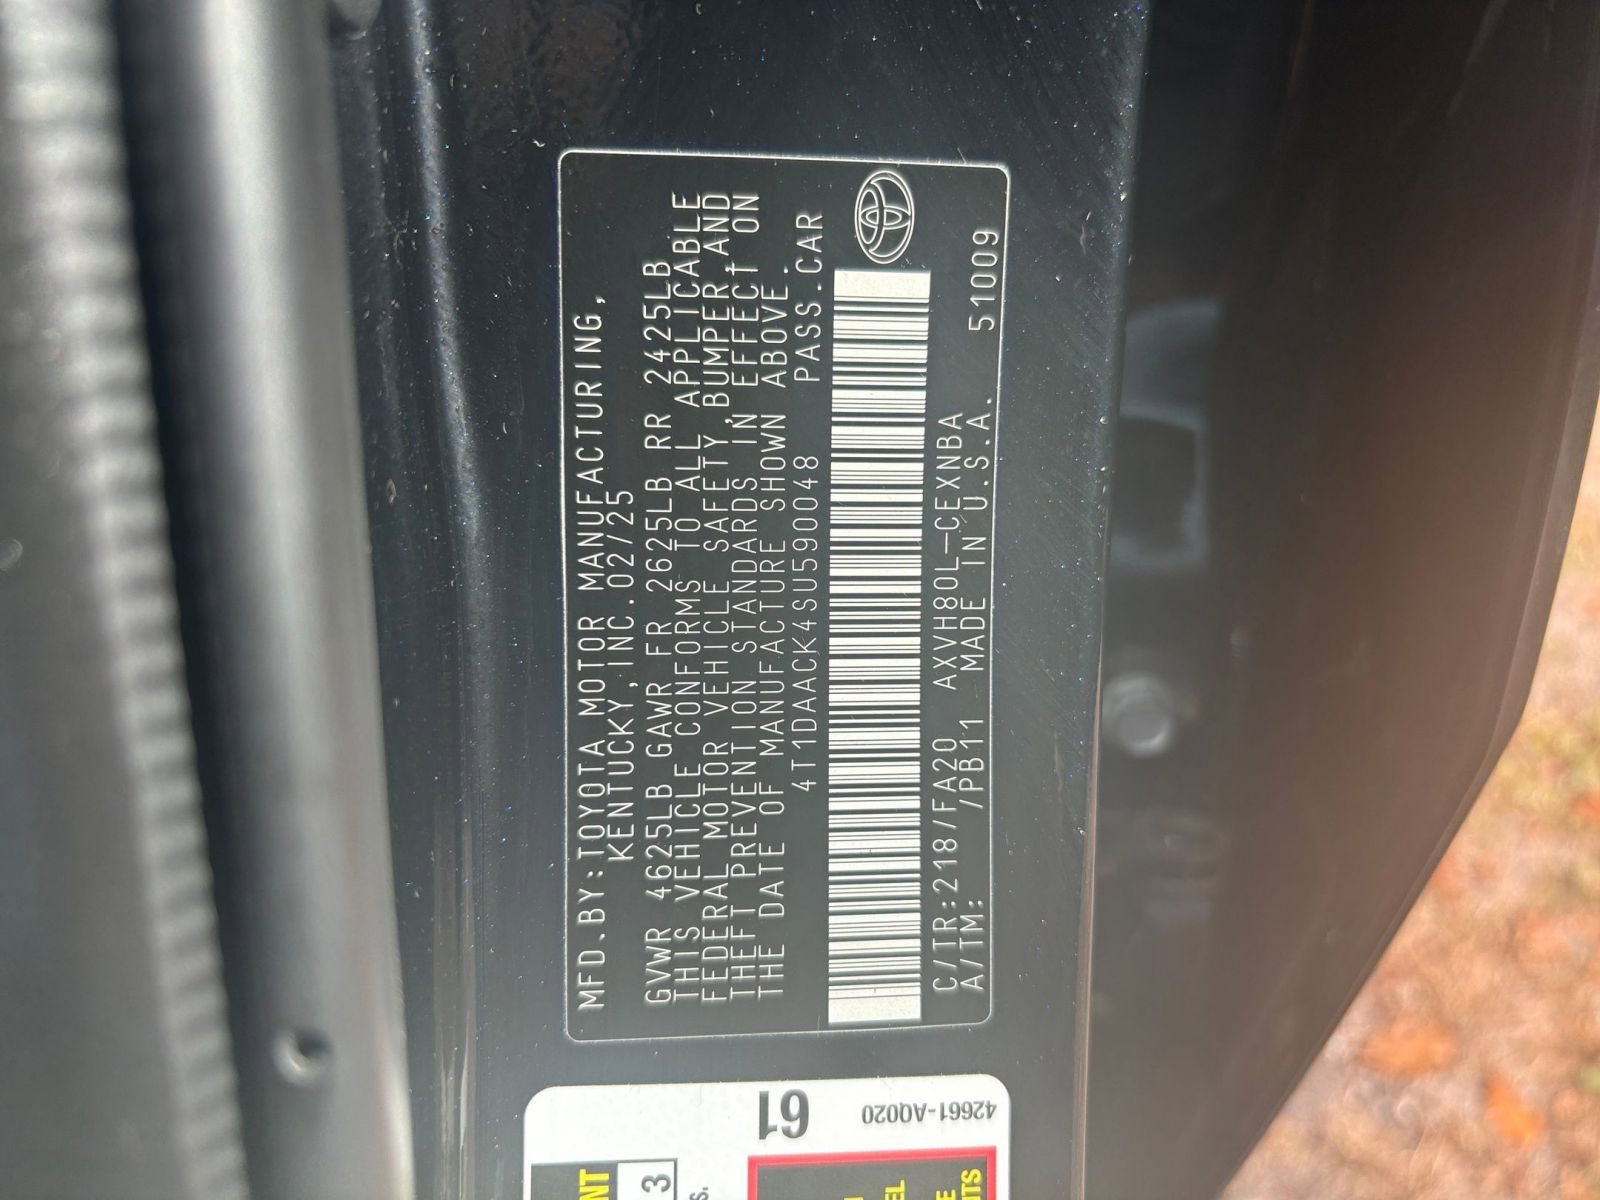 MFD.BY:TOYOTA MOTOR MANUFACTURING,
KENTUCKY,INC.02/25
GVWR 4625LB GAWR FR 2625LB RR 2425LB
THIS VEHICLE CONFORMS TO ALL APPLICABLE
FEDERAL MOTOR VEHICLE SAFETY,BUMPER,AND
THEFT PREVENTION STANDARDS IN EFFECT ON
THE DATE OF MANUFACTURE SHOWN ABOVE.
4T1DAACK4SU590048 PASS.CAR
C/TR:218/FA20 AXVH80L-CEXNBA
A/TM: /PB11 MADE IN U.S.A. 51009
61
42661-AQ020
3